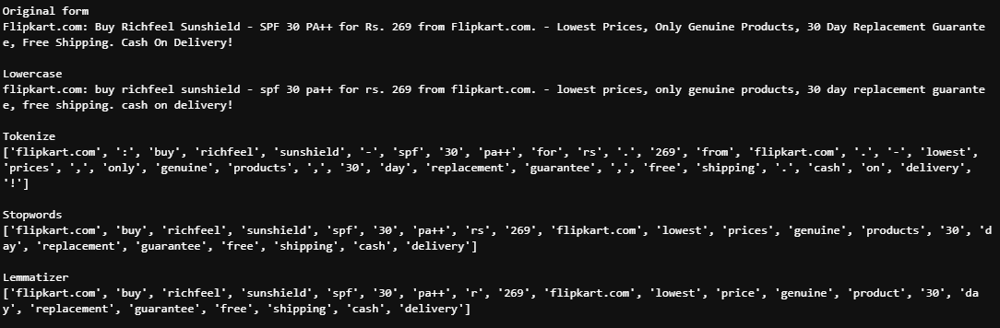 Original form
Flipkart.com: Buy Richfeel Sunshield - SPF 30 PA++ for Rs. 269 from Flipkart.com. - Lowest Prices, Only Genuine Products, 30 Day Replacement Guarante
e, Free Shipping. Cash On Delivery!
Lowercase
flipkart.com: buy richfeel sunshield - spf 30 pa++ for rs. 269 from flipkart.com. - lowest prices, only genuine products, 30 day replacement guarante
e, free shipping. cash on delivery!
Tokenize
['flipkart.com', ':', 'buy', 'richfeel', 'sunshield', '-', 'spf', '30', 'pa++', 'for', 'rs', '.', '269', 'from', 'flipkart.com', '.', '-', 'lowest',
'prices', ',', 'only', 'genuine', 'products', ',', '30', 'day', 'replacement', 'guarantee', ',', 'free', 'shipping', '.', 'cash', 'on', 'delivery',
'!']
Stopwords
['flipkart.com', 'buy', 'richfeel', 'sunshield', 'spf', '30', 'pa++', 'rs', '269', 'flipkart.com', 'lowest', 'prices', 'genuine', 'products', '30', 'd
ay', 'replacement', 'guarantee', 'free', 'shipping', 'cash', 'delivery']
Lemmatizer
['flipkart.com', 'buy', 'richfeel', 'sunshield', 'spf', '30', 'pa++', 'r', '269', 'flipkart.com', 'lowest', 'price', 'genuine', 'product', '30', 'da
y', 'replacement', 'guarantee', 'free', 'shipping', 'cash', 'delivery']